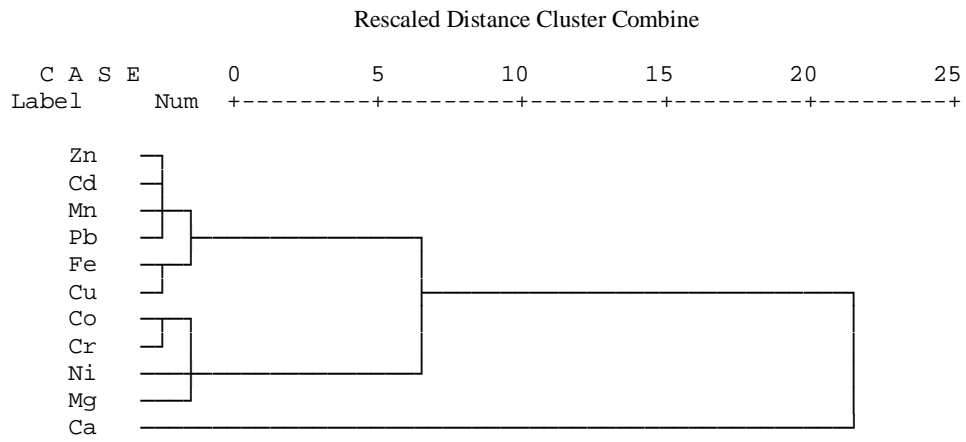 Rescaled Distance Cluster Combine
C A S E 0 5 10 15 20 25
Label Num +---------+---------+---------+---------+---------+
Zn
Cd
Mn
Pb
Fe
Cu
Co
Cr
Ni
Mg
Ca